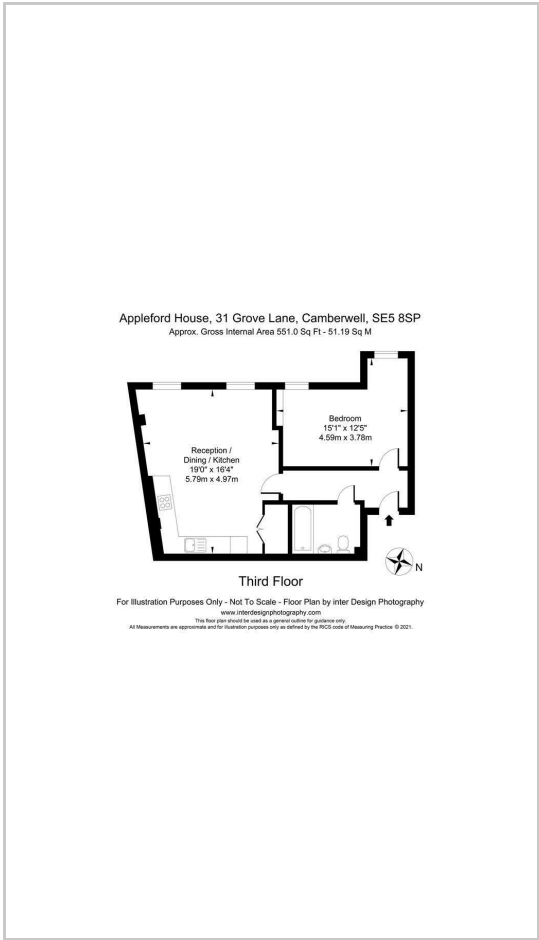 Appleford House, 31 Grove Lane, Camberwell, SE5 8SP
Approx. Gross Internal Area 551.0 Sq Ft - 51.19 Sq M
Bedroom
15'1" x 12'5"
4.59m x 3.78m
Reception /
Dining / Kitchen
19'0" x 16'4"
5.79m x 4.97m
N
Third Floor
For Illustration Purposes Only - Not To Scale - Floor Plan by inter Design Photography
www.interdesignphotography.com
This floor plan should be used as a general outline for guidance only.
All Measurements are approximate and for illustration purposes only as defined by the RICS code of Measuring Practice © 2021.